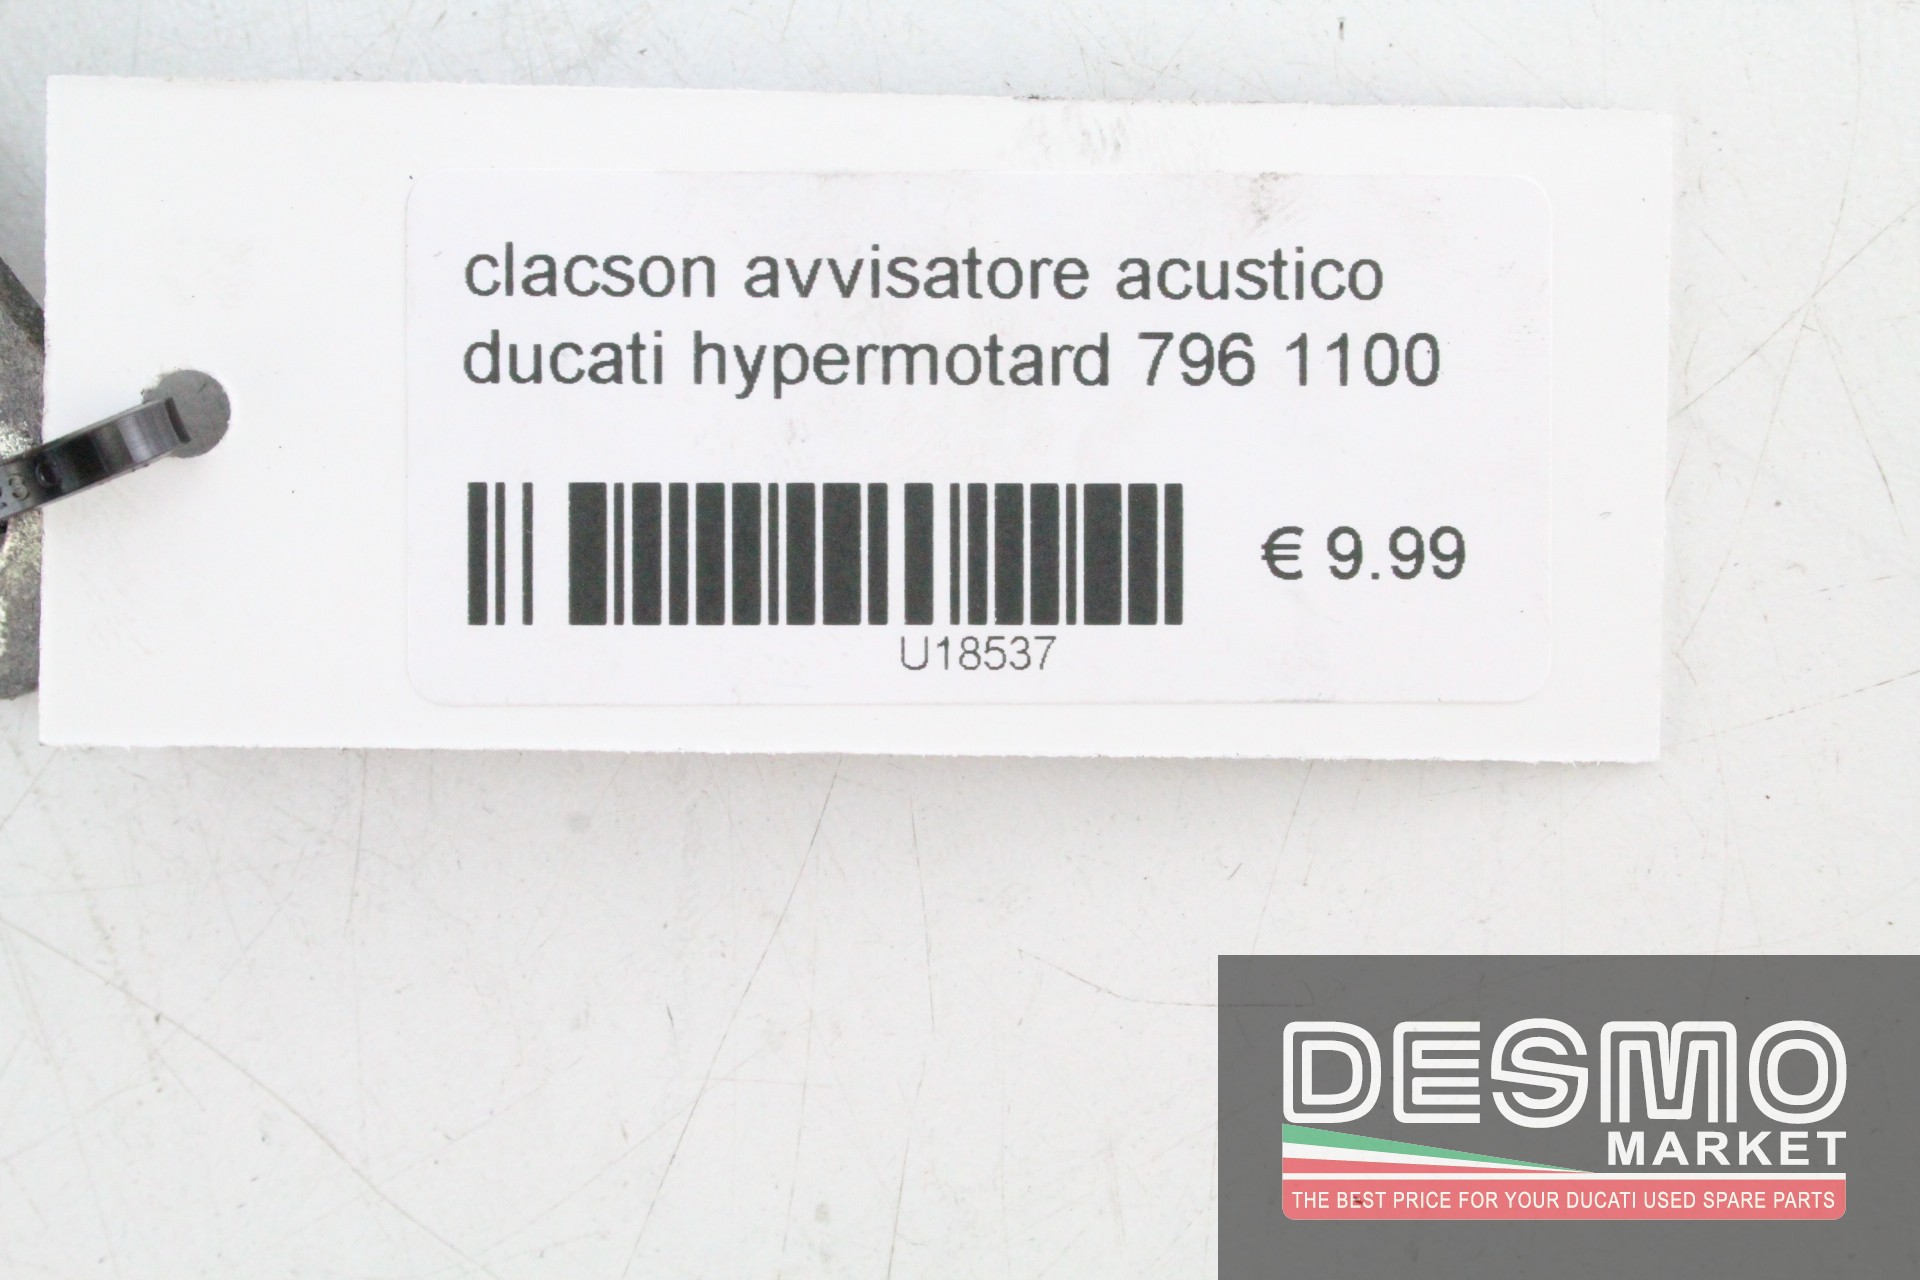 clacson avvisatore acustico
ducati hypermotard 796 1100
€ 9.99
U18537
DESMO
MARKET
THE BEST PRICE FOR YOUR DUCATI USED SPARE PARTS